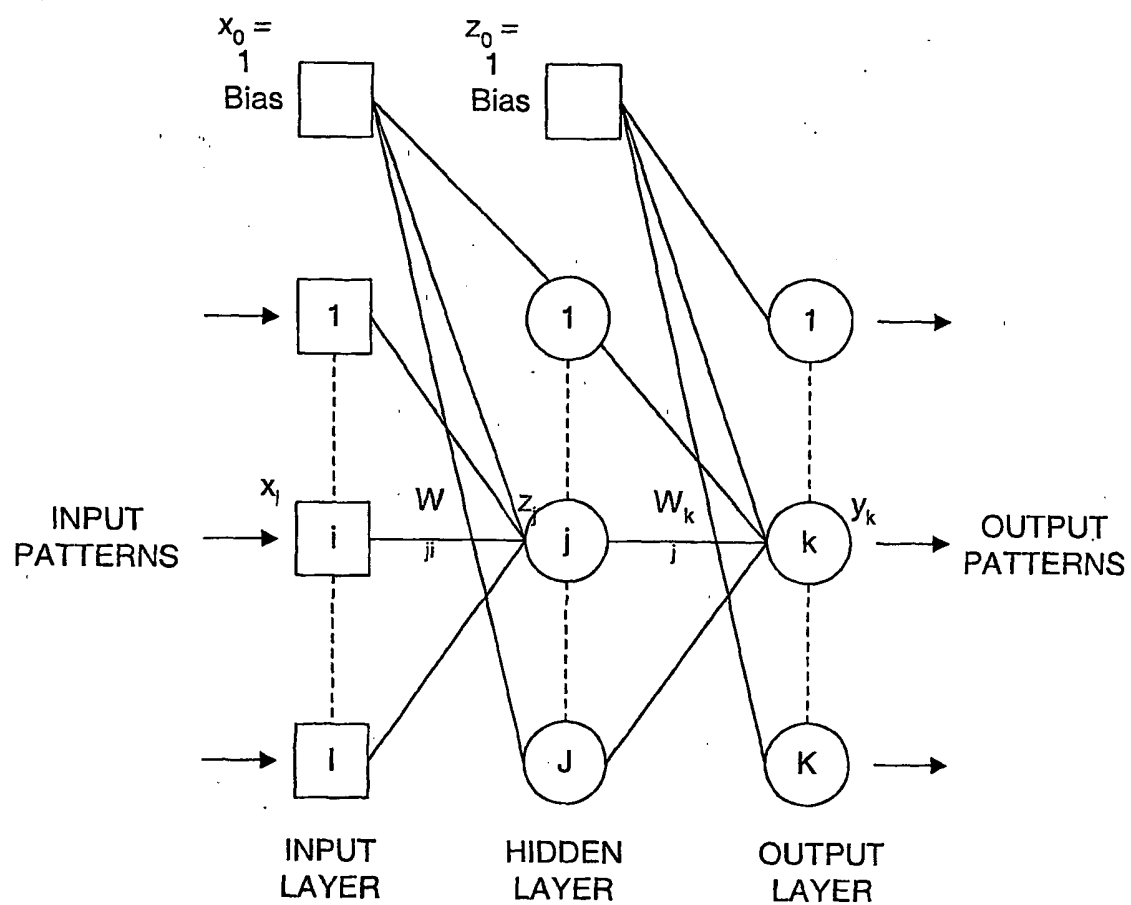 x0 =
1
Bias
z0 =
1
Bias
1
1
1
xi
W
ji
zj
Wk
j
yk
INPUT
PATTERNS
i
j
k
OUTPUT
PATTERNS
I
J
K
INPUT
LAYER
HIDDEN
LAYER
OUTPUT
LAYER